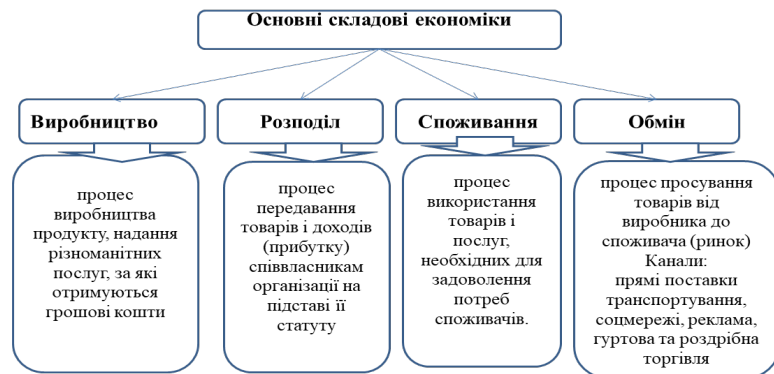 Основні складові економіки
Виробництво
Розподіл
Споживання
Обмін
процес
виробництва
продукту, надання
різноманітних
послуг, за які
отримуються
грошові кошти
процес
передавання
товарів і доходів
(прибутку)
співвласникам
організації на
підставі її
статуту
процес
використання
товарів і
послуг,
необхідних для
задоволення
потреб
споживачів.
процес просування
товарів від
виробника до
споживача (ринок)
Канали:
прямі поставки
транспортування,
соцмережі, реклама,
гуртова та роздрібна
торгівля